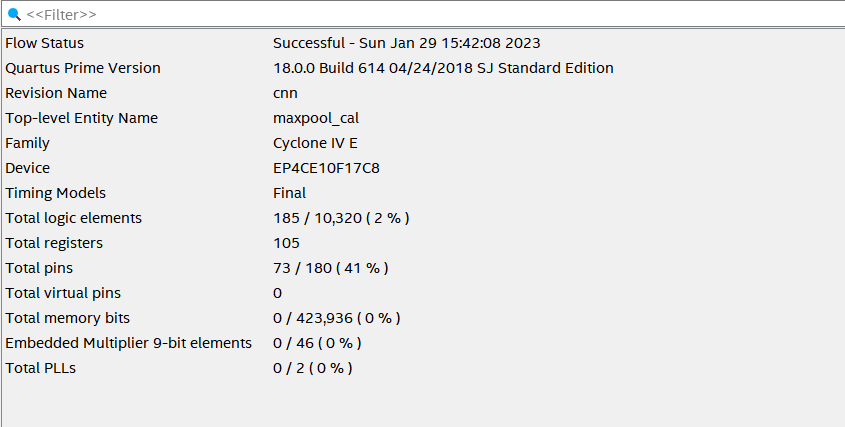 <<Filter>>
Flow Status Successful - Sun Jan 29 15:42:08 2023
Quartus Prime Version 18.0.0 Build 614 04/24/2018 SJ Standard Edition
Revision Name cnn
Top-level Entity Name maxpool_cal
Family Cyclone IV E
Device EP4CE10F17C8
Timing Models Final
Total logic elements 185 / 10,320 ( 2 % )
Total registers 105
Total pins 73 / 180 ( 41 % )
Total virtual pins 0
Total memory bits 0 / 423,936 ( 0 % )
Embedded Multiplier 9-bit elements 0 / 46 ( 0 % )
Total PLLs 0 / 2 ( 0 % )